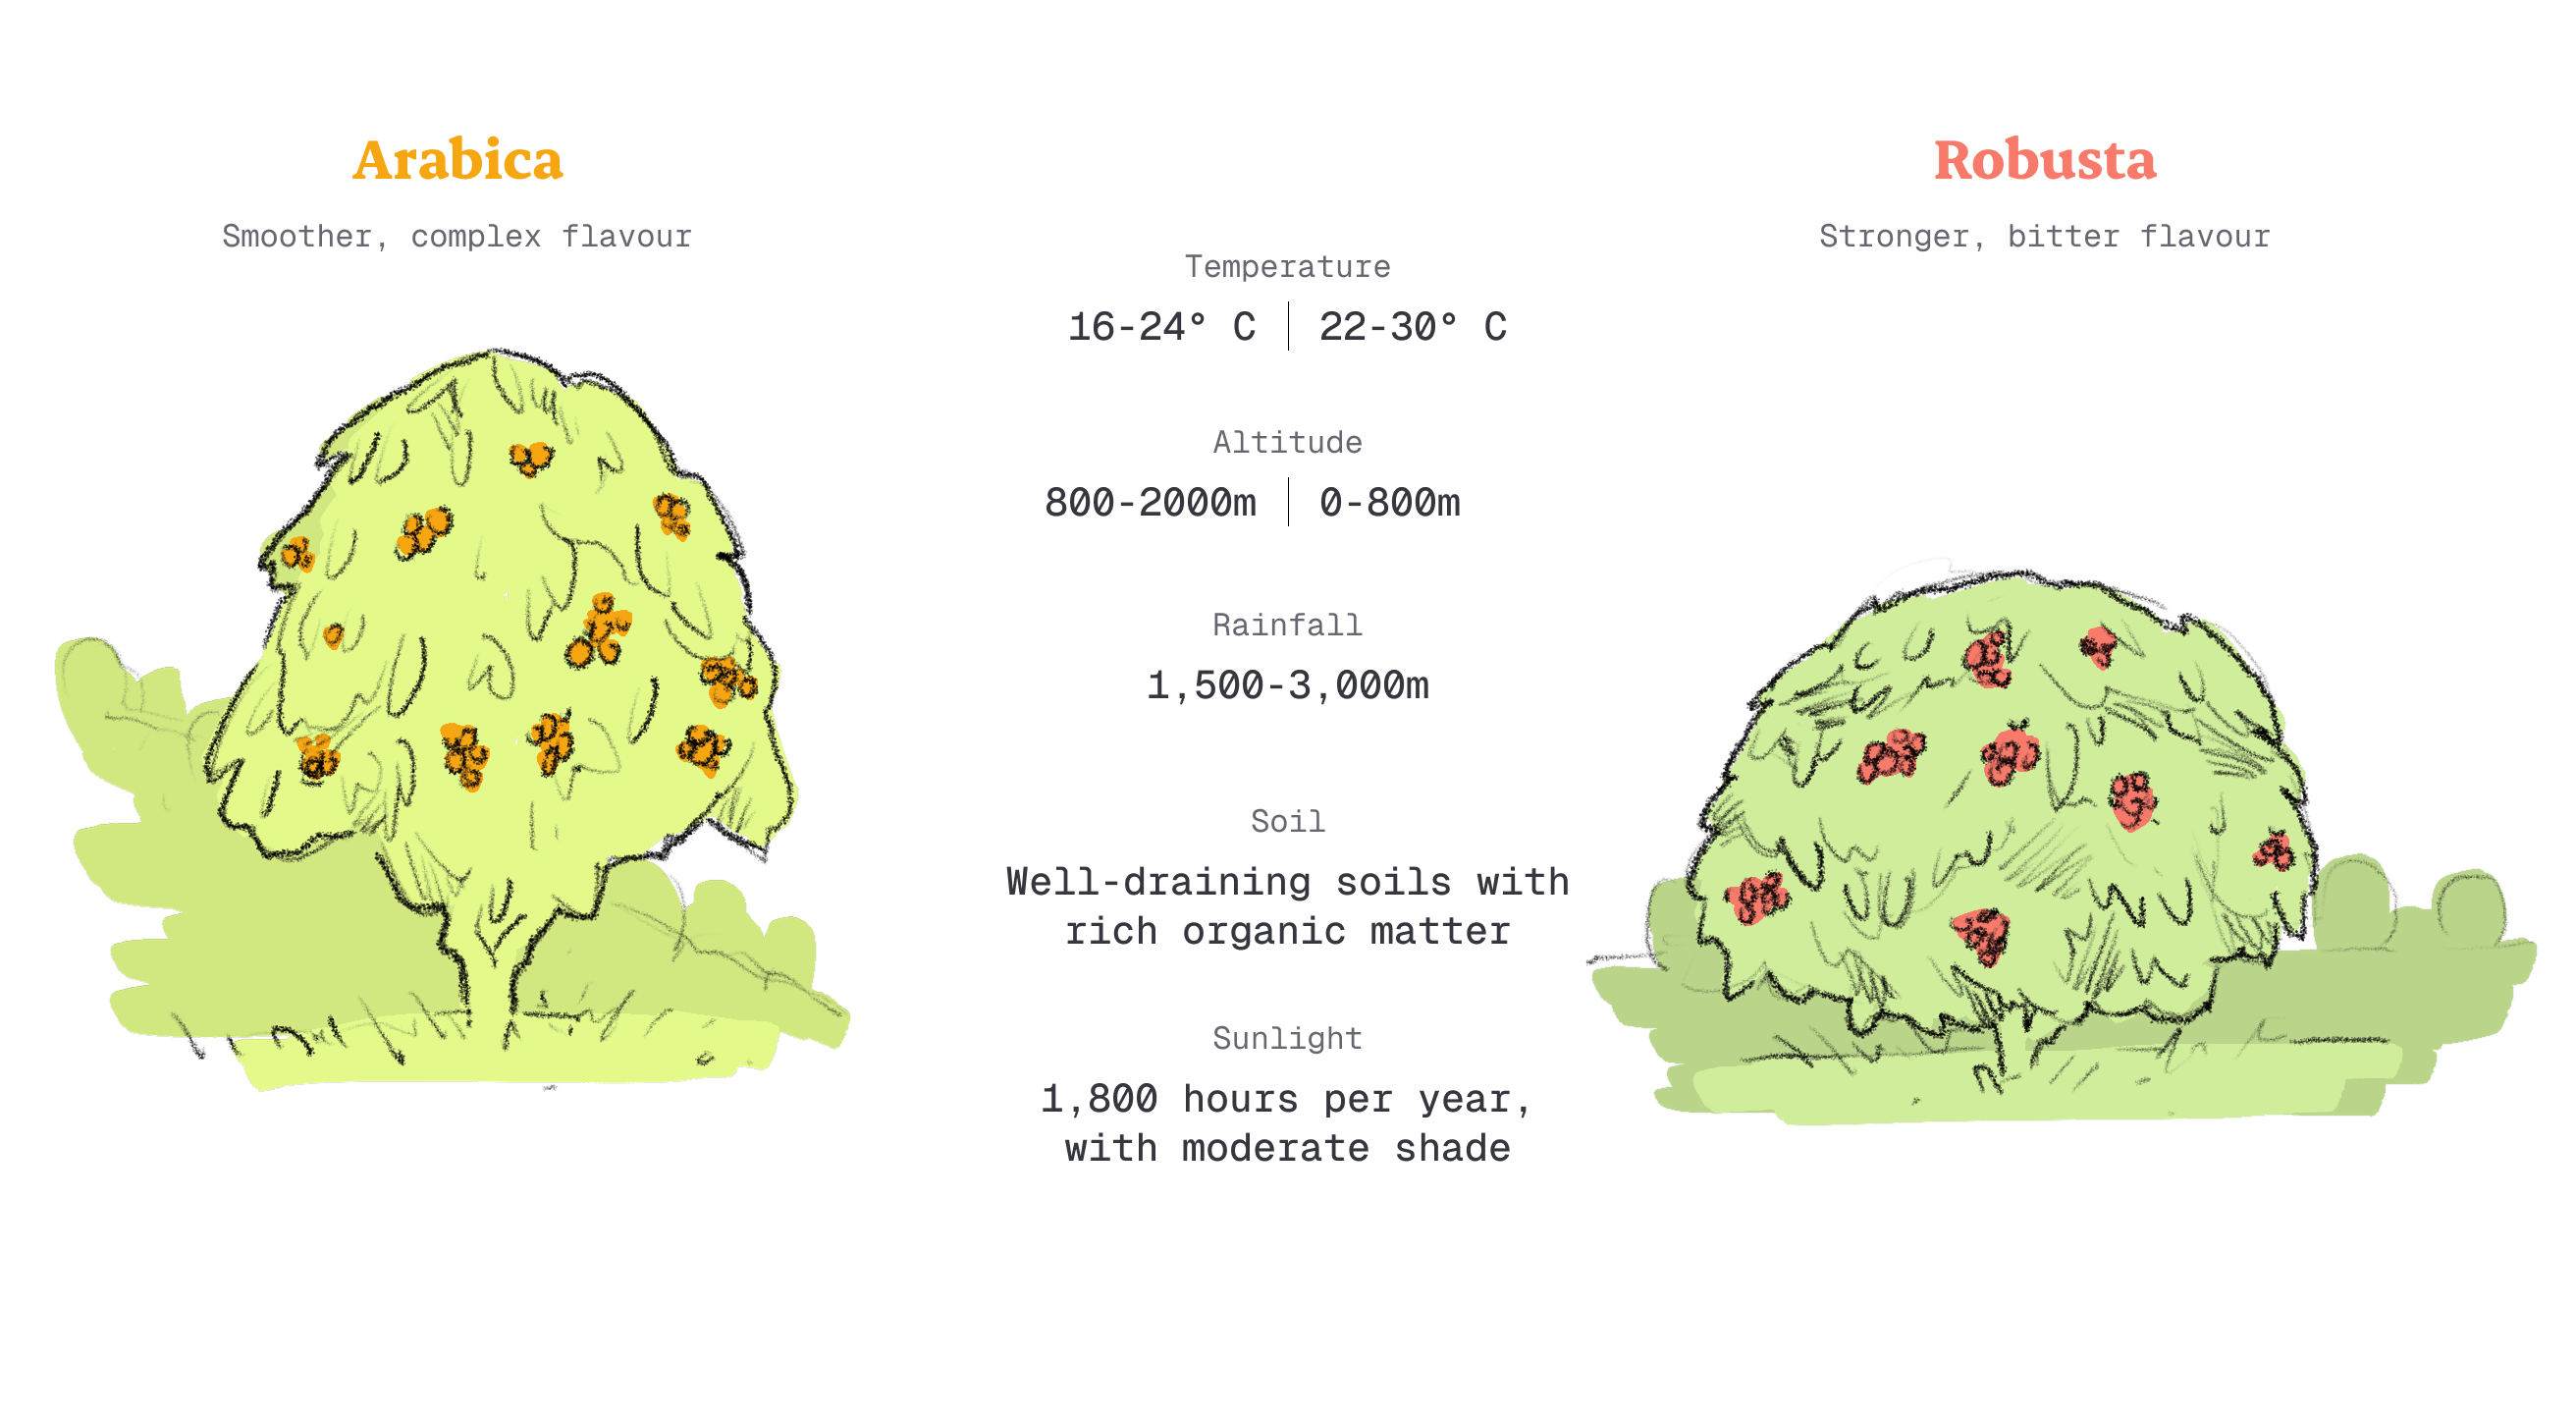 Arabica
Smoother, complex flavour
Robusta
Stronger, bitter flavour
Temperature
16-24° C | 22-30° C
Altitude
800-2000m | 0-800m
Rainfall
1,500-3,000m
Soil
Well-draining soils with
rich organic matter
Sunlight
1,800 hours per year,
with moderate shade